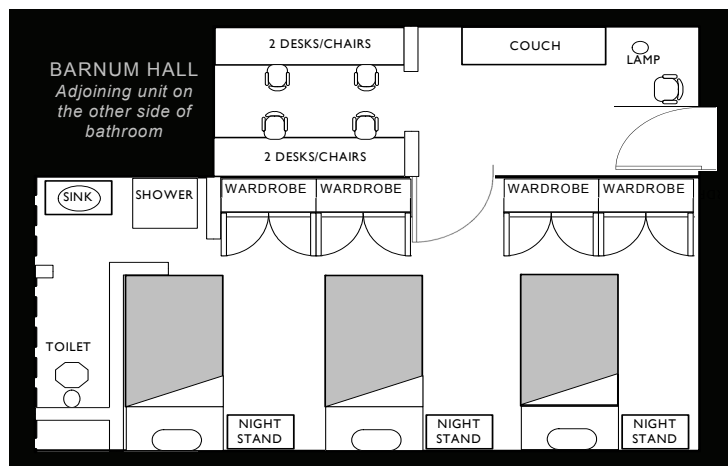 2 DESKS/CHAIRS
COUCH
LAMP
BARNUM HALL
Adjoining unit on
the other side of
bathroom
2 DESKS/CHAIRS
SINK
SHOWER
WARDROBE
WARDROBE
WARDROBE
WARDROBE
TOILET
NIGHT
STAND
NIGHT
STAND
NIGHT
STAND